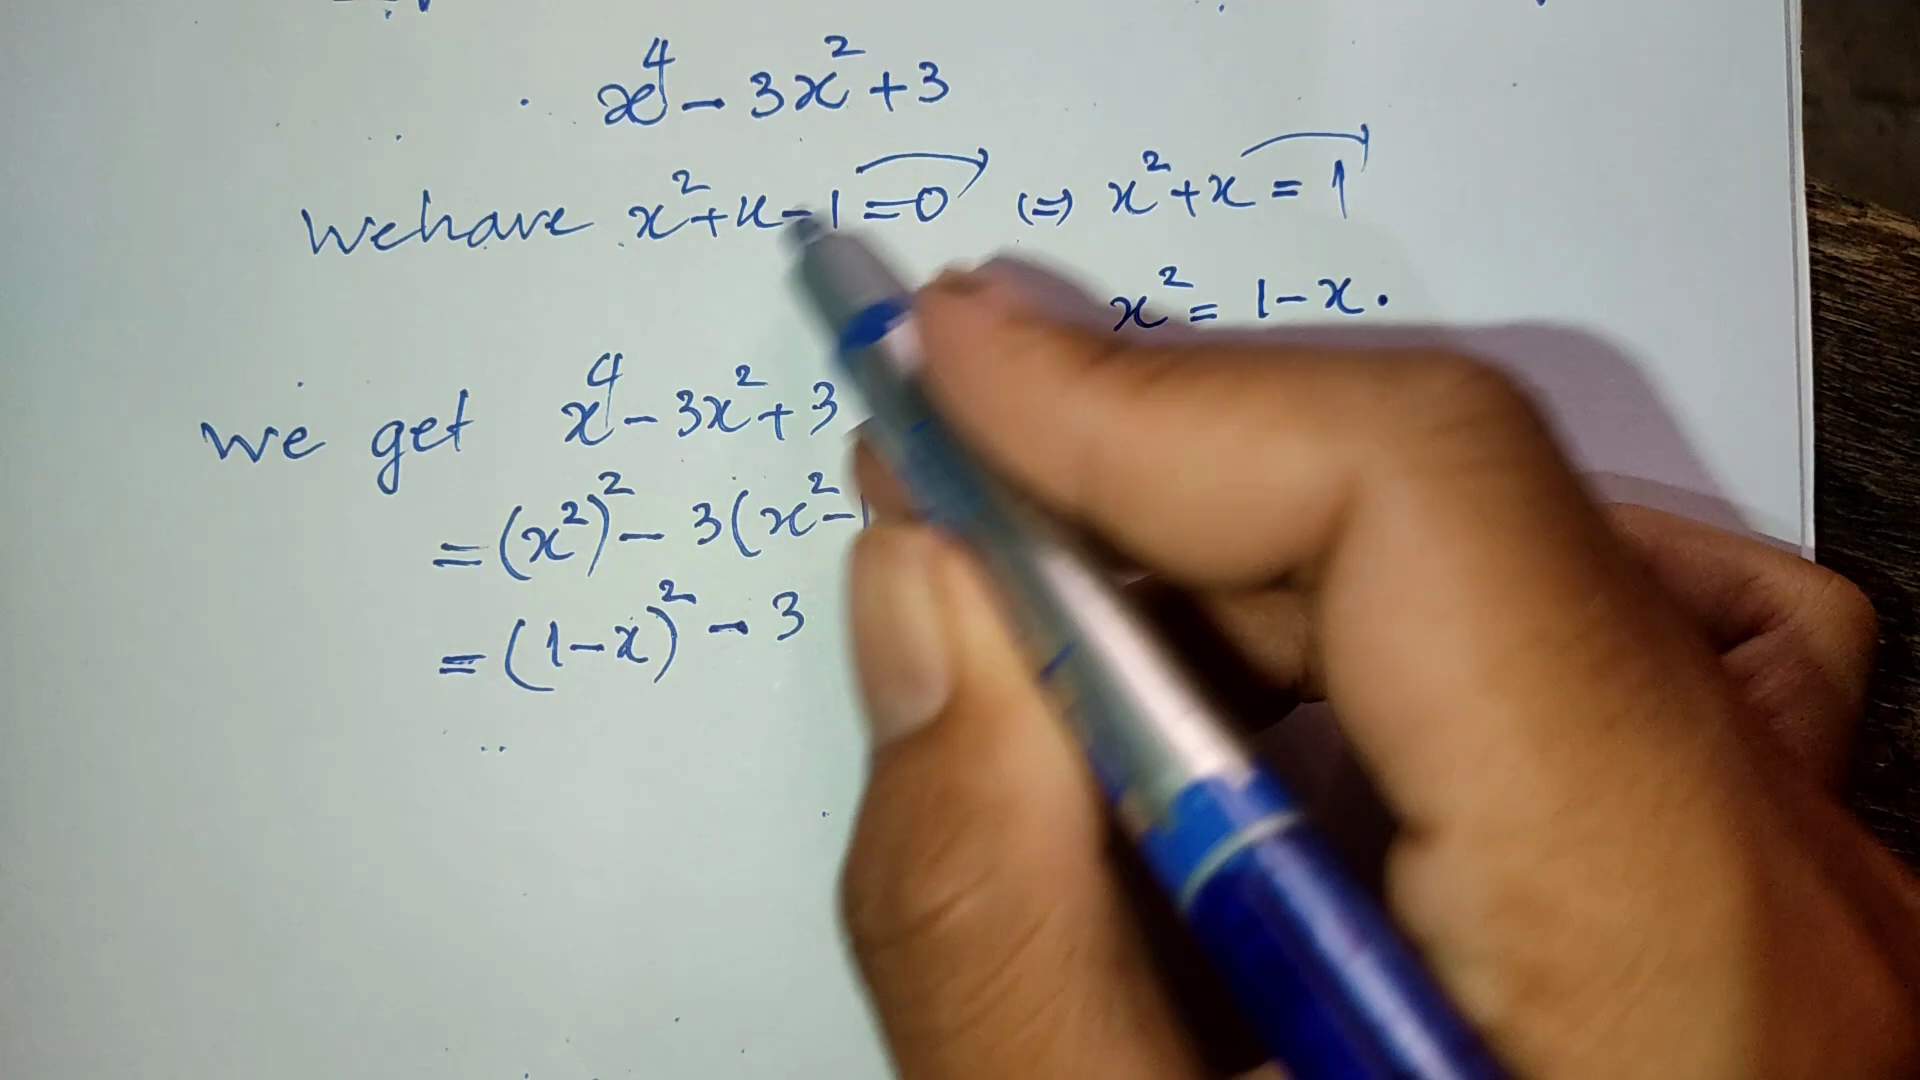 x⁴ - 3x² + 3
We have x² + x - 1 = 0 (⇒) x² + x = 1
x² = 1 - x .
We get x⁴ - 3x² + 3
= (x²)² - 3(x² - 1
= (1 - x)² - 3